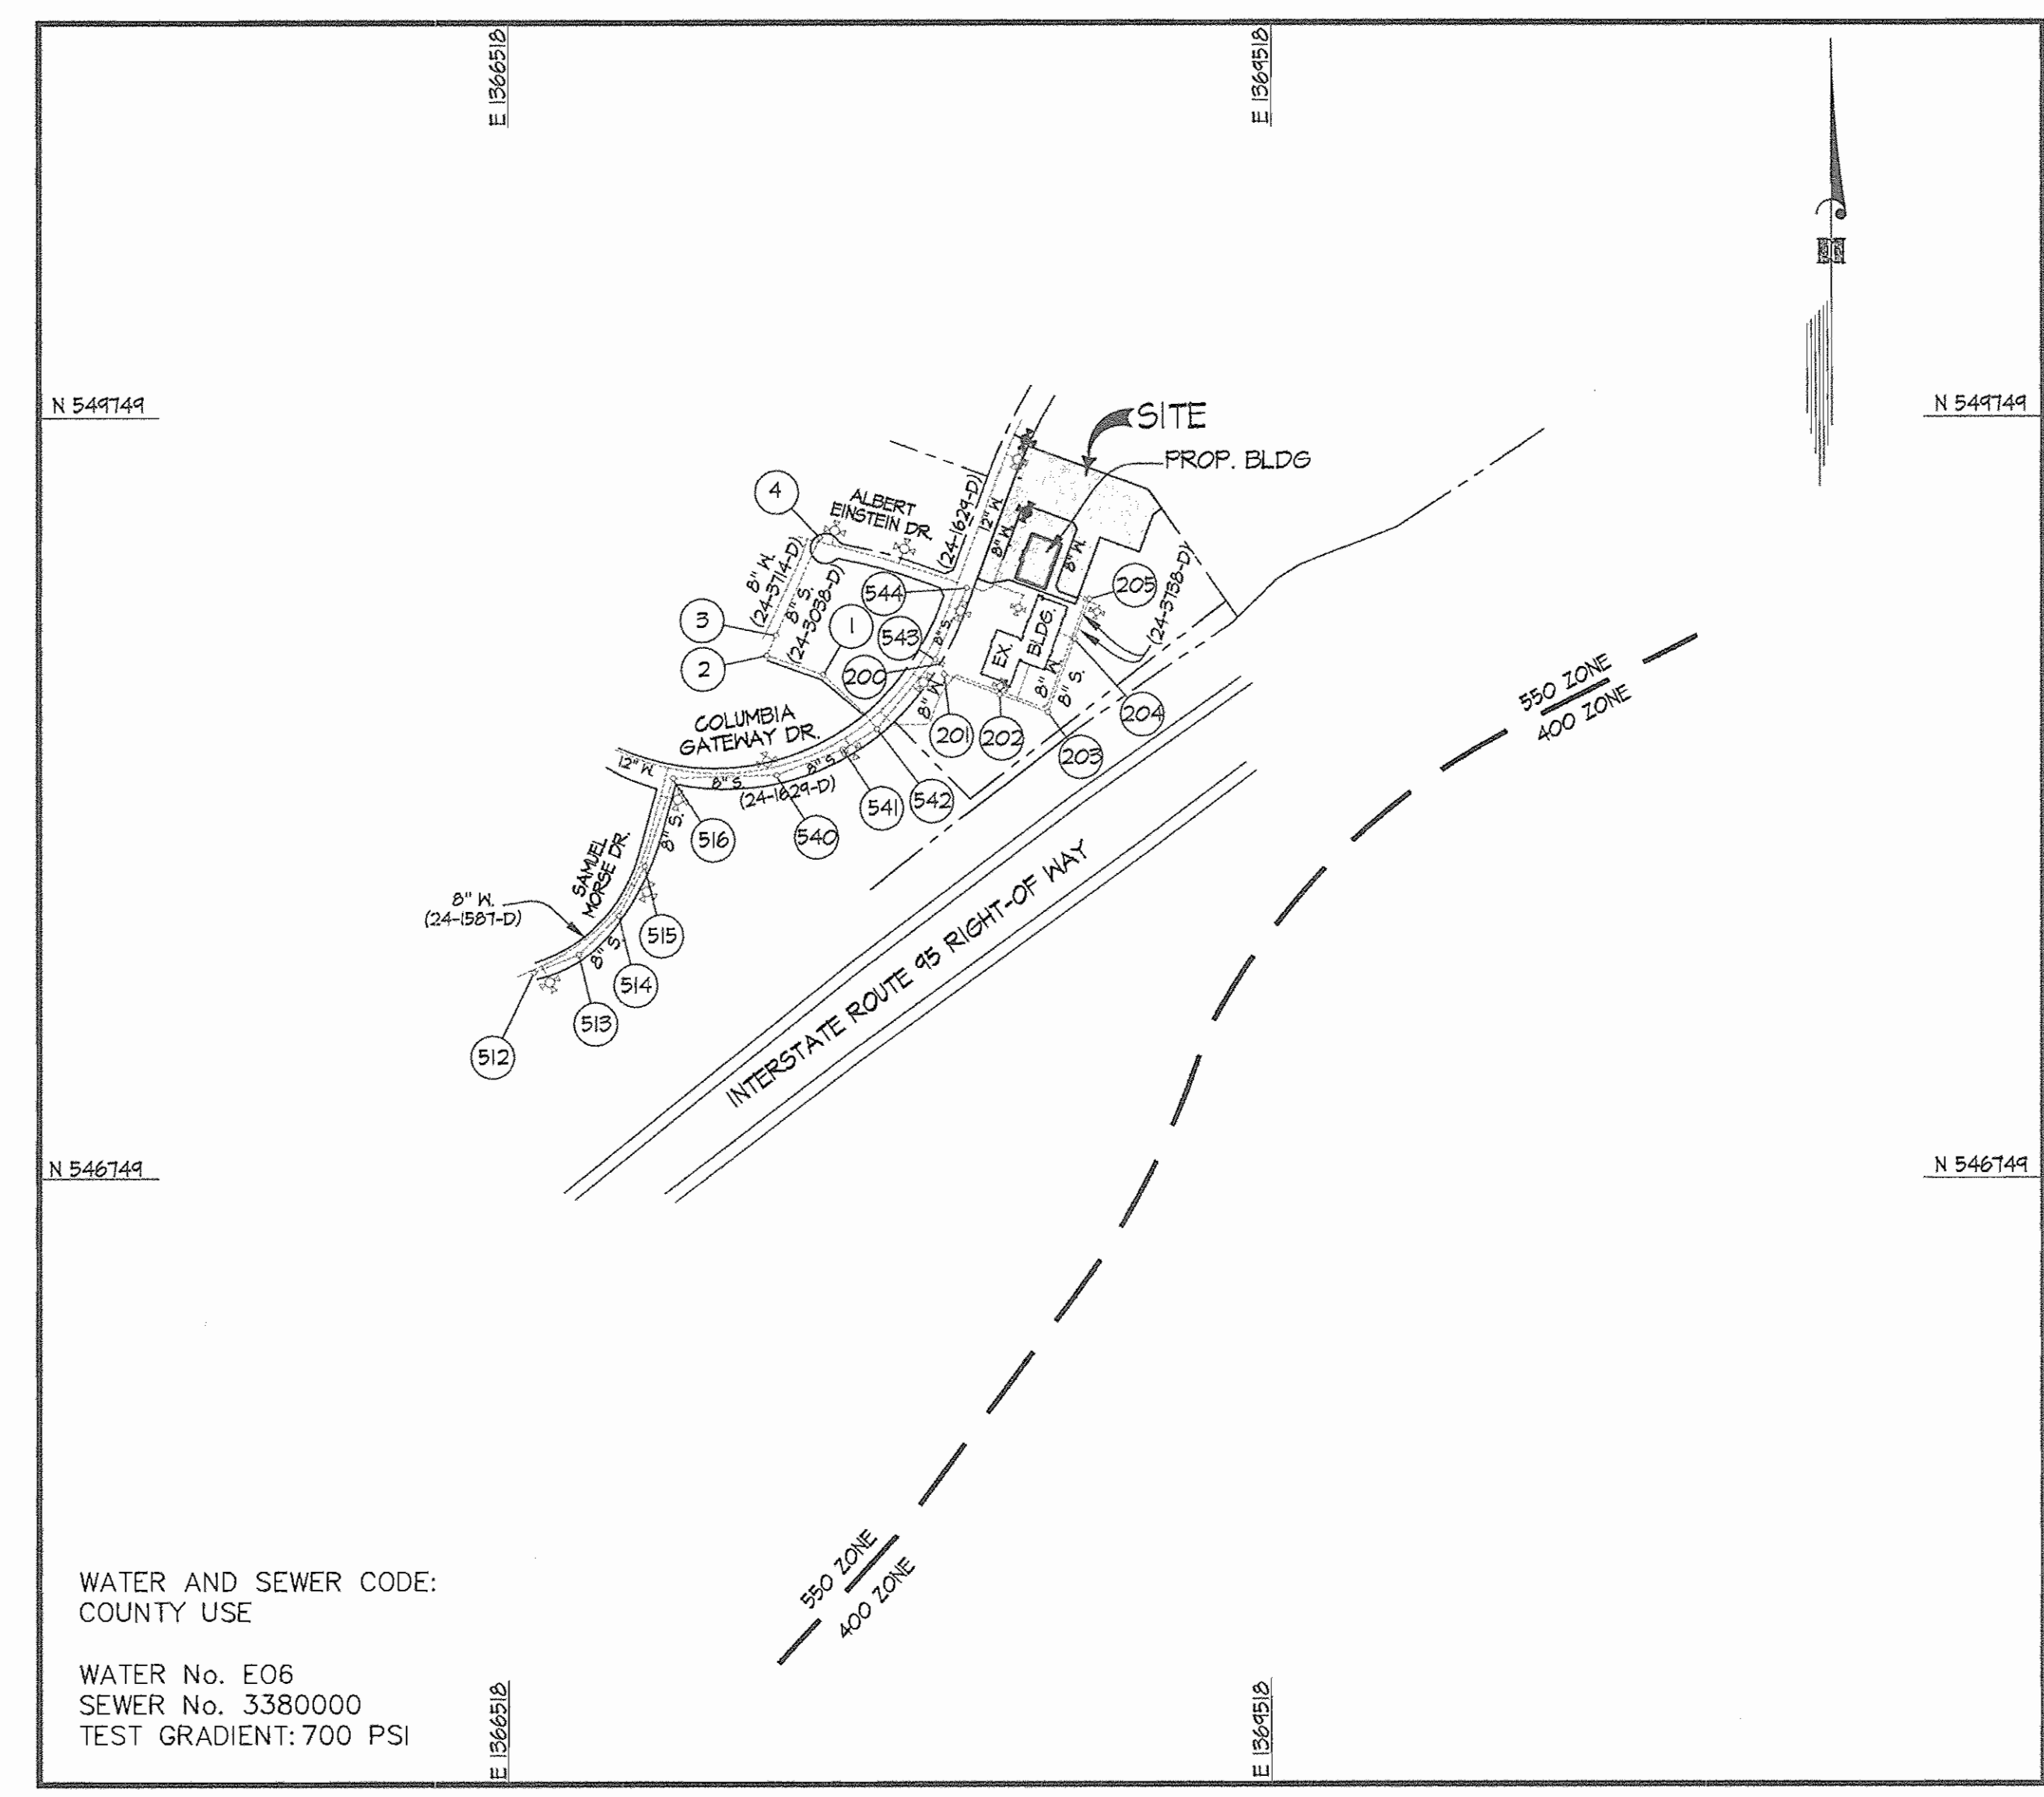 E 1366518
E 1369518
N 549749
N 549749
SITE
PROP. BLDG
4
ALBERT
EINSTEIN DR.
(24-1629-D)
12" W.
8" W.
8" W.
8" W.
(24-3714-D)
8" S.
(24-3038-D)
544
205
(24-3738-D)
3
1
543
8" S.
EX.
BLDG.
2
200
8" W.
8" W.
8" S.
COLUMBIA
GATEWAY DR.
201
202
203
204
12" W.
8" S.
8" S.
(24-1629-D)
541
542
540
516
8" S.
SAMUEL
MORSE DR.
8" W.
(24-1587-D)
8" S.
515
514
513
512
INTERSTATE ROUTE 95 RIGHT-OF WAY
550 ZONE
400 ZONE
N 546749
N 546749
550 ZONE
400 ZONE
WATER AND SEWER CODE:
COUNTY USE
WATER No. E06
SEWER No. 3380000
TEST GRADIENT: 700 PSI
E 1366518
E 1369518